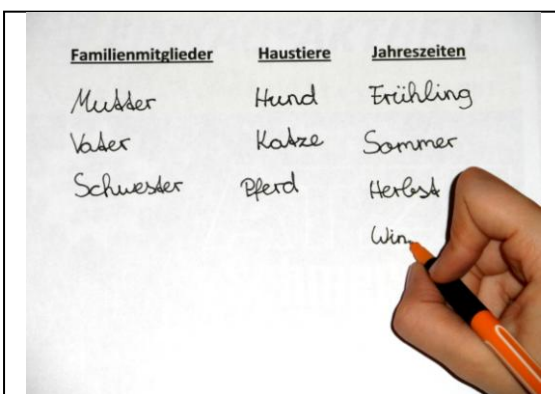 Familienmitglieder Haustiere Jahreszeiten
Mutter Hund Frühling
Vater Katze Sommer
Schwester Pferd Herbst
Win